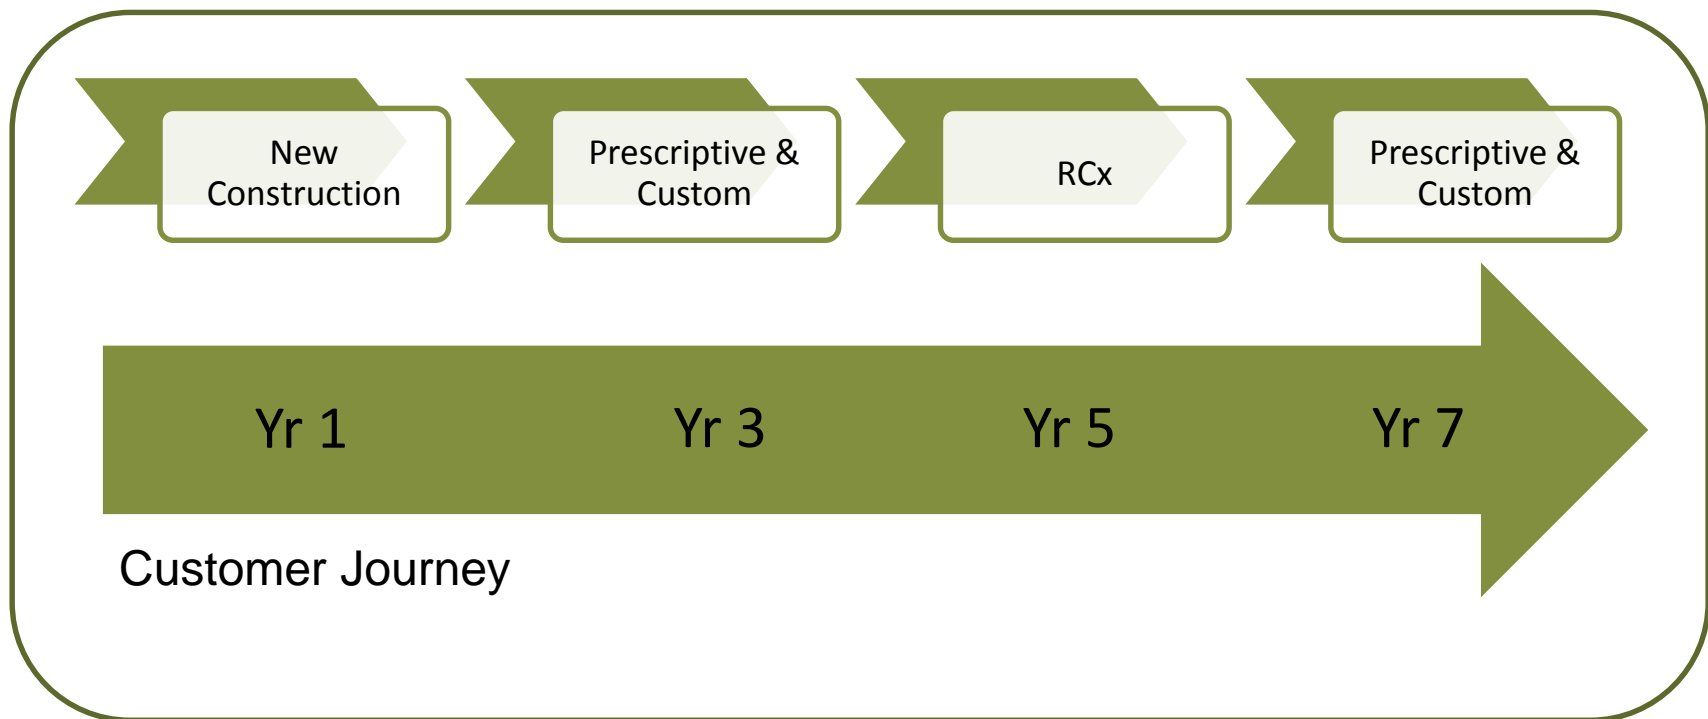 New
Construction
Prescriptive &
Custom
RCx
Prescriptive &
Custom
Yr 1
Yr 3
Yr 5
Yr 7
Customer Journey